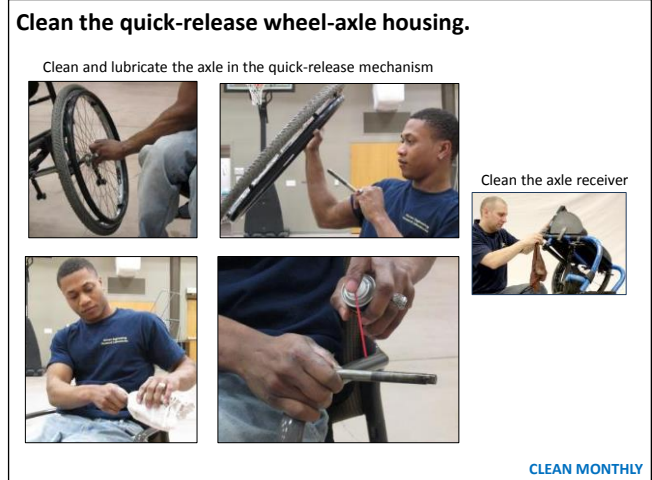 Clean the quick-release wheel-axle housing.
Clean and lubricate the axle in the quick-release mechanism
Clean the axle receiver
CLEAN MONTHLY